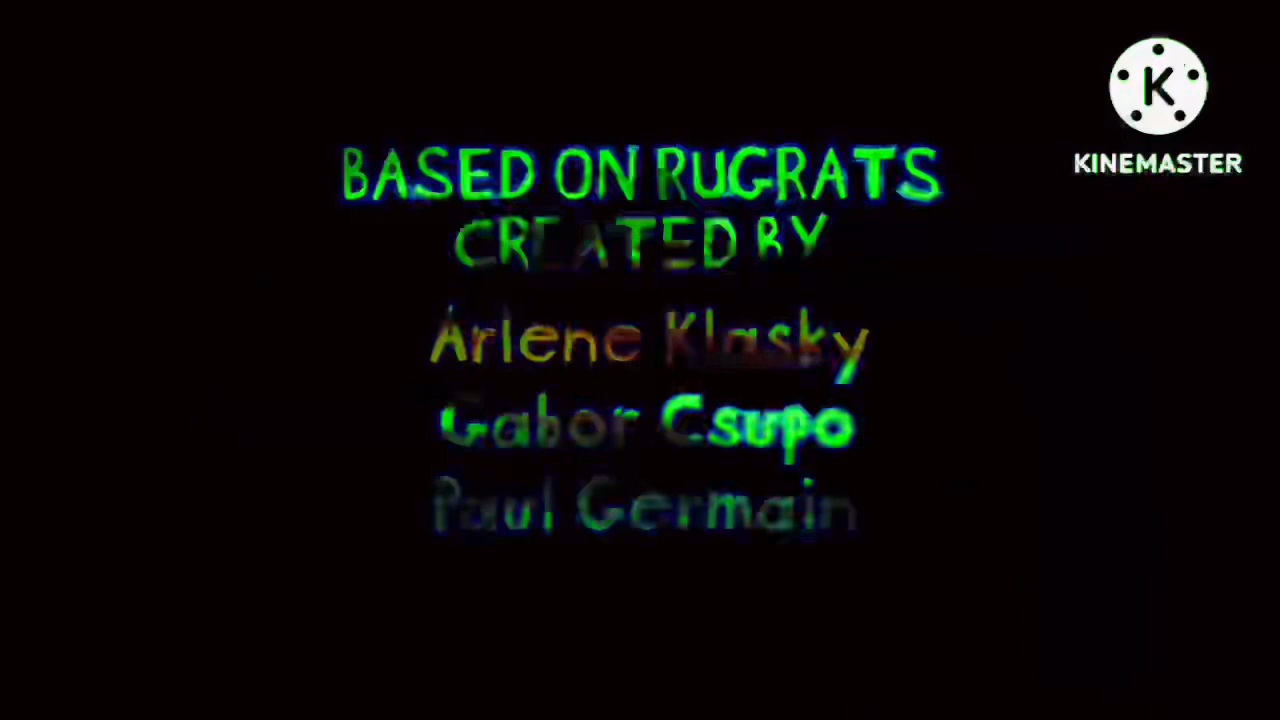 BASED ON RUGRATS
CREATED BY
Arlene Klasky
Gabor Csupo
Paul Germain
K
KINEMASTER